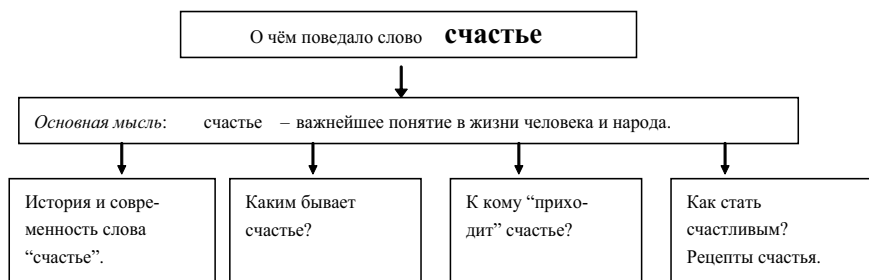 О чём поведало слово счастье
Основная мысль: счастье – важнейшее понятие в жизни человека и народа.
История и совре-
менность слова
“счастье”.
Каким бывает
счастье?
К кому “прихо-
дит” счастье?
Как стать
счастливым?
Рецепты счастья.